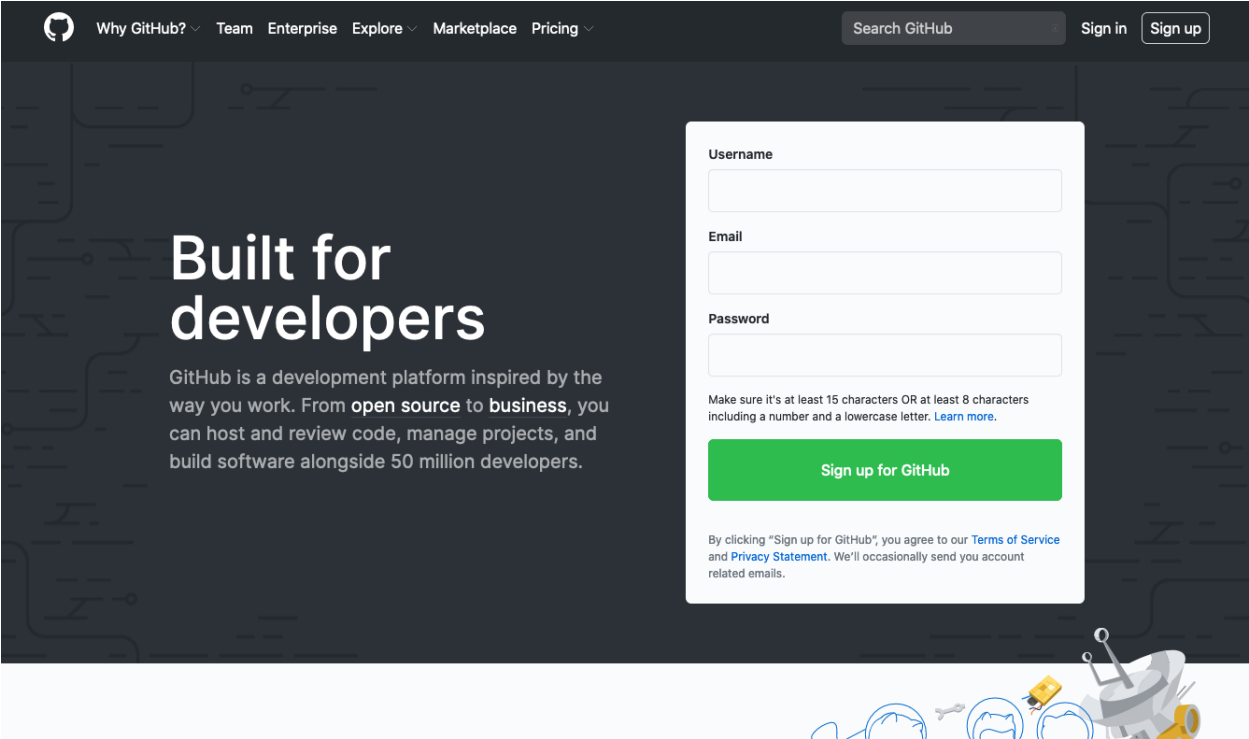 Why GitHub? Team Enterprise Explore Marketplace Pricing Search GitHub Sign in Sign up
Built for
developers
GitHub is a development platform inspired by the
way you work. From open source to business, you
can host and review code, manage projects, and
build software alongside 50 million developers.
Username
Email
Password
Make sure it's at least 15 characters OR at least 8 characters
including a number and a lowercase letter. Learn more.
Sign up for GitHub
By clicking “Sign up for GitHub”, you agree to our Terms of Service
and Privacy Statement. We’ll occasionally send you account
related emails.